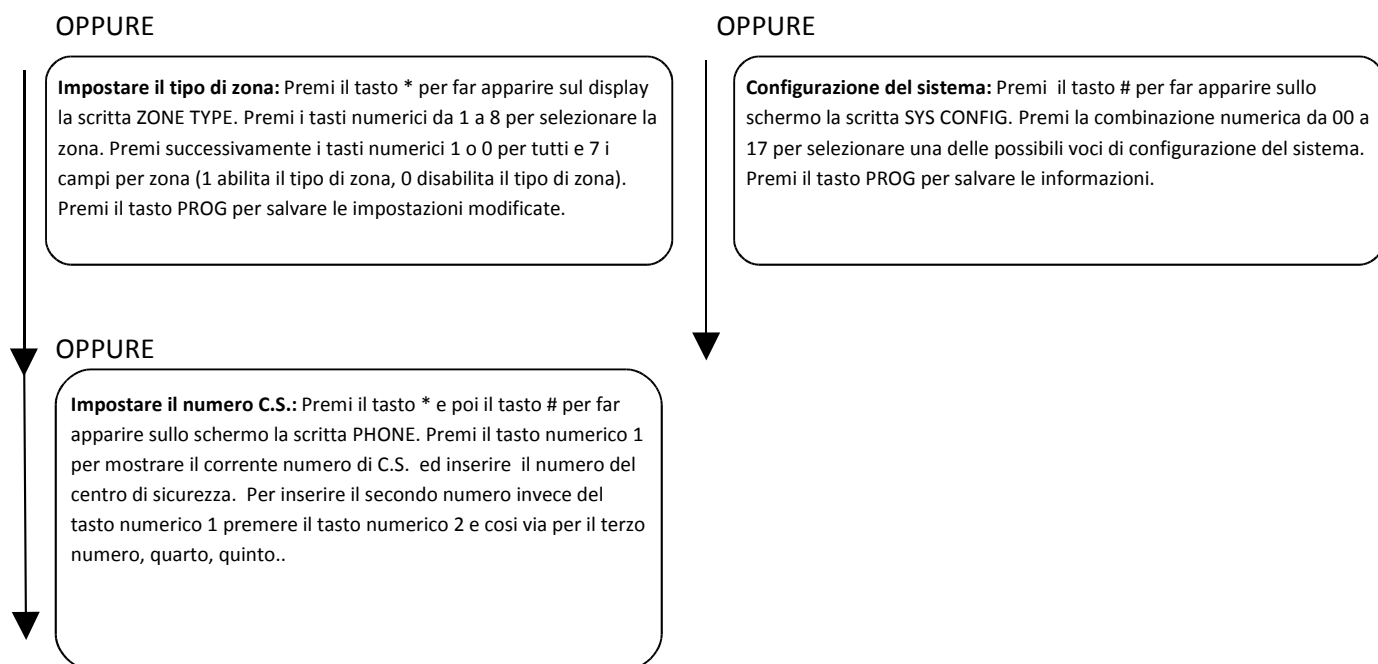 OPPURE
Impostare il tipo di zona: Premi il tasto * per far apparire sul display
la scritta ZONE TYPE. Premi i tasti numerici da 1 a 8 per selezionare la
zona. Premi successivamente i tasti numerici 1 o 0 per tutti e 7 i
campi per zona (1 abilita il tipo di zona, 0 disabilita il tipo di zona).
Premi il tasto PROG per salvare le impostazioni modificate.
OPPURE
Configurazione del sistema: Premi il tasto # per far apparire sullo
schermo la scritta SYS CONFIG. Premi la combinazione numerica da 00 a
17 per selezionare una delle possibili voci di configurazione del sistema.
Premi il tasto PROG per salvare le informazioni.
OPPURE
Impostare il numero C.S.: Premi il tasto * e poi il tasto # per far
apparire sullo schermo la scritta PHONE. Premi il tasto numerico 1
per mostrare il corrente numero di C.S. ed inserire il numero del
centro di sicurezza. Per inserire il secondo numero invece del
tasto numerico 1 premere il tasto numerico 2 e cosi via per il terzo
numero, quarto, quinto..